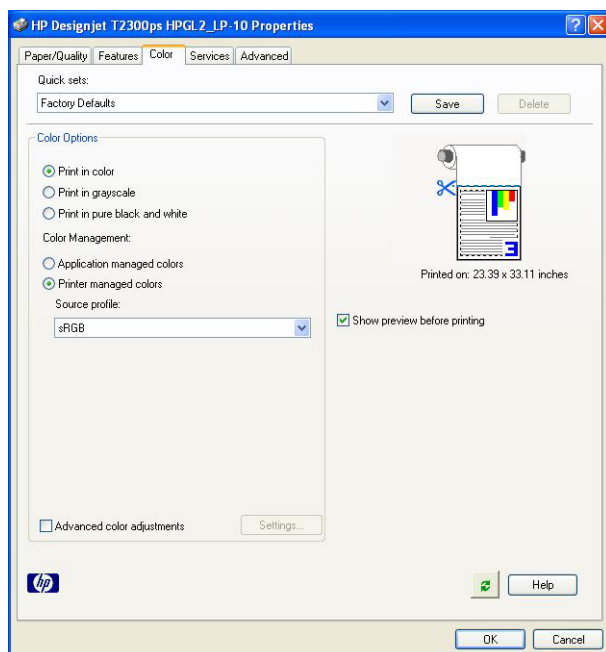 HP Designjet T2300ps HPGL2_LP-10 Properties
Paper/Quality Features Color Services Advanced
Quick sets:
Factory Defaults
Save
Delete
Color Options
Print in color
Print in grayscale
Print in pure black and white
Color Management:
Application managed colors
Printer managed colors
Source profile:
sRGB
Advanced color adjustments
Settings...
3
Printed on: 23.39 x 33.11 inches
Show preview before printing
hp
Help
OK
Cancel